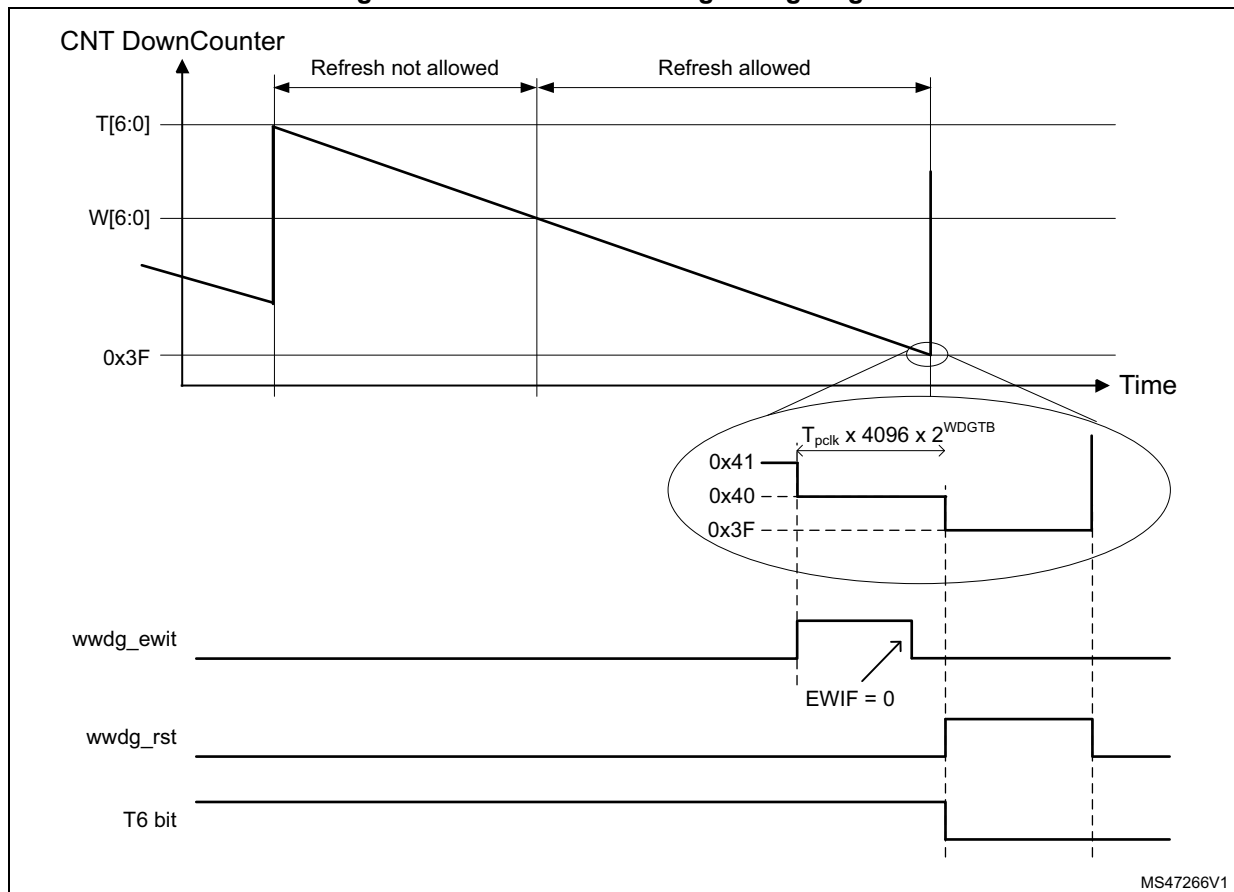 CNT DownCounter
Refresh not allowed
Refresh allowed
T[6:0]
W[6:0]
0x3F
Time
Tpclk x 4096 x 2^WDGTB
0x41
0x40
0x3F
wwdg_ewit
EWIF = 0
wwdg_rst
T6 bit
MS47266V1